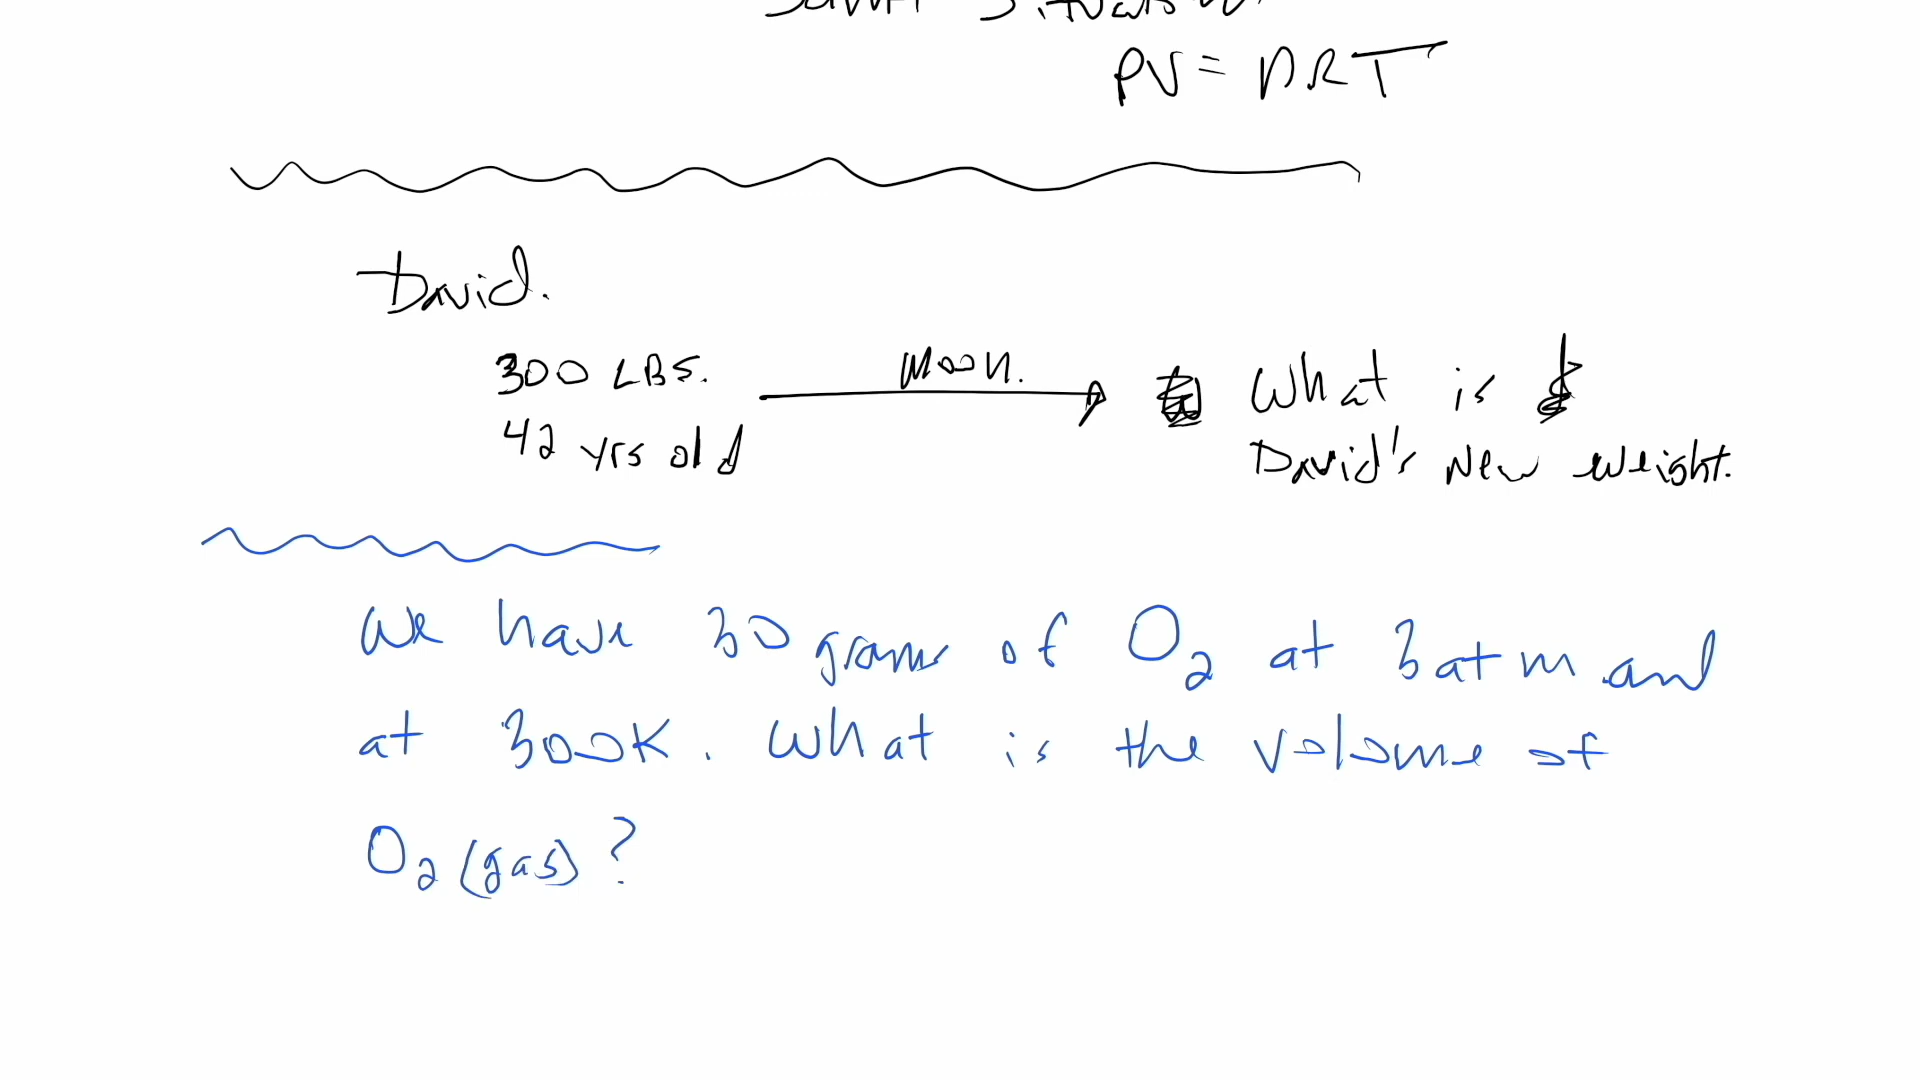 PV = nRT
David.
300 LBS.
42 yrs old
Moon.
What is
David's New weight.
We have 30 grams of O2 at 3 atm and
at 300K. What is the volume of
O2 (gas)?